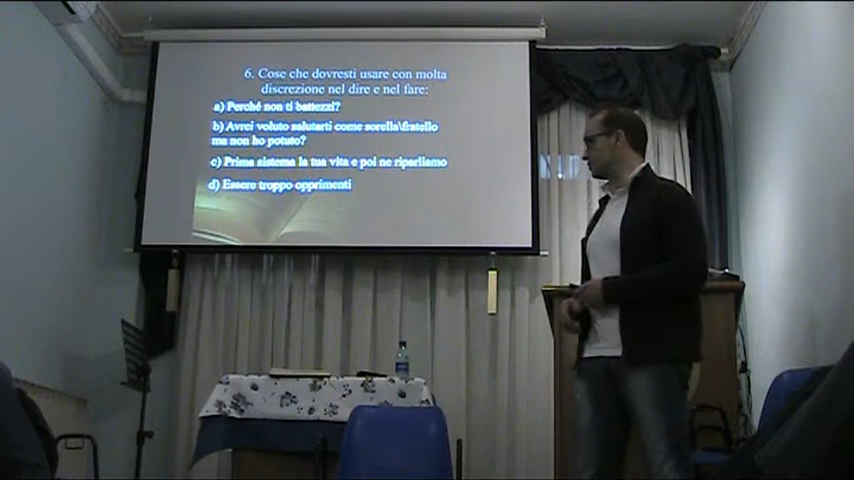 6. Cose che dovresti usare con molta
discrezione nel dire e nel fare:
a) Perché non ti battezzi?
b) Avrei voluto salutarti come sorella\fratello
ma non ho potuto?
c) Prima sistema la tua vita e poi ne riparliamo
d) Essere troppo opprimenti